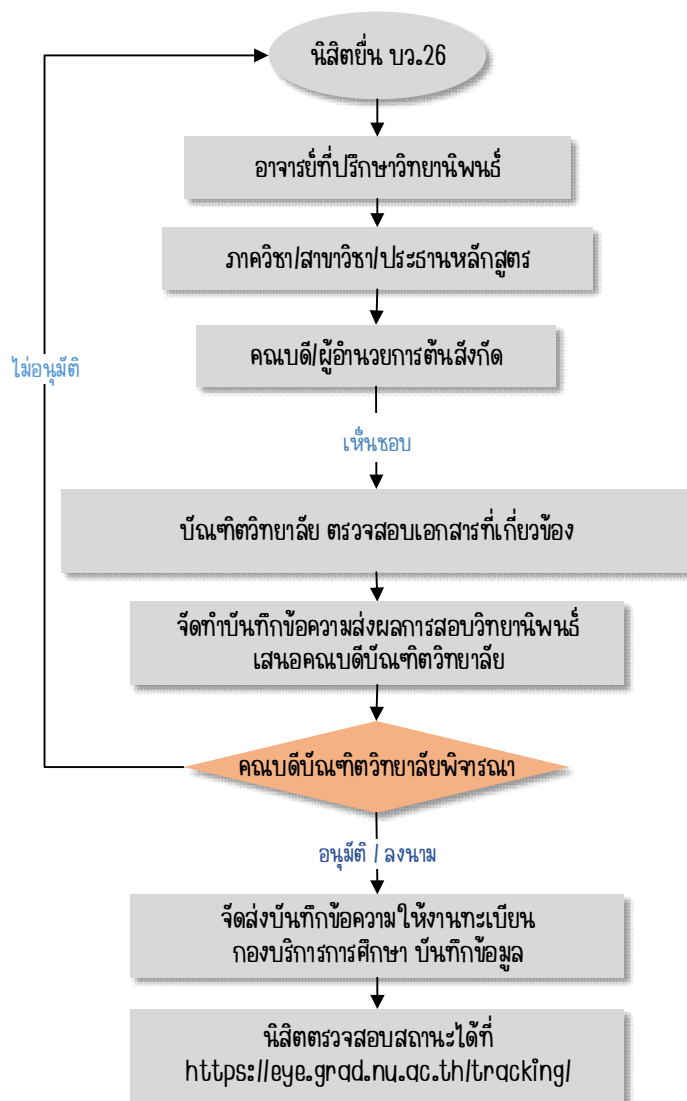 นิสิตยื่น บว.26
อาจารย์ที่ปรึกษาวิทยานิพนธ์
ภาควิชา/สาขาวิชา/ประธานหลักสูตร
คณบดี/ผู้อำนวยการต้นสังกัด
ไม่อนุมัติ
เห็นชอบ
บัณฑิตวิทยาลัย ตรวจสอบเอกสารที่เกี่ยวข้อง
จัดทำบันทึกข้อความส่งผลการสอบวิทยานิพนธ์
เสนอคณบดีบัณฑิตวิทยาลัย
คณบดีบัณฑิตวิทยาลัยพิจารณา
อนุมัติ / ลงนาม
จัดส่งบันทึกข้อความให้งานทะเบียน
กองบริการการศึกษา บันทึกข้อมูล
นิสิตตรวจสอบสถานะได้ที่
https://eye.grad.nu.ac.th/tracking/